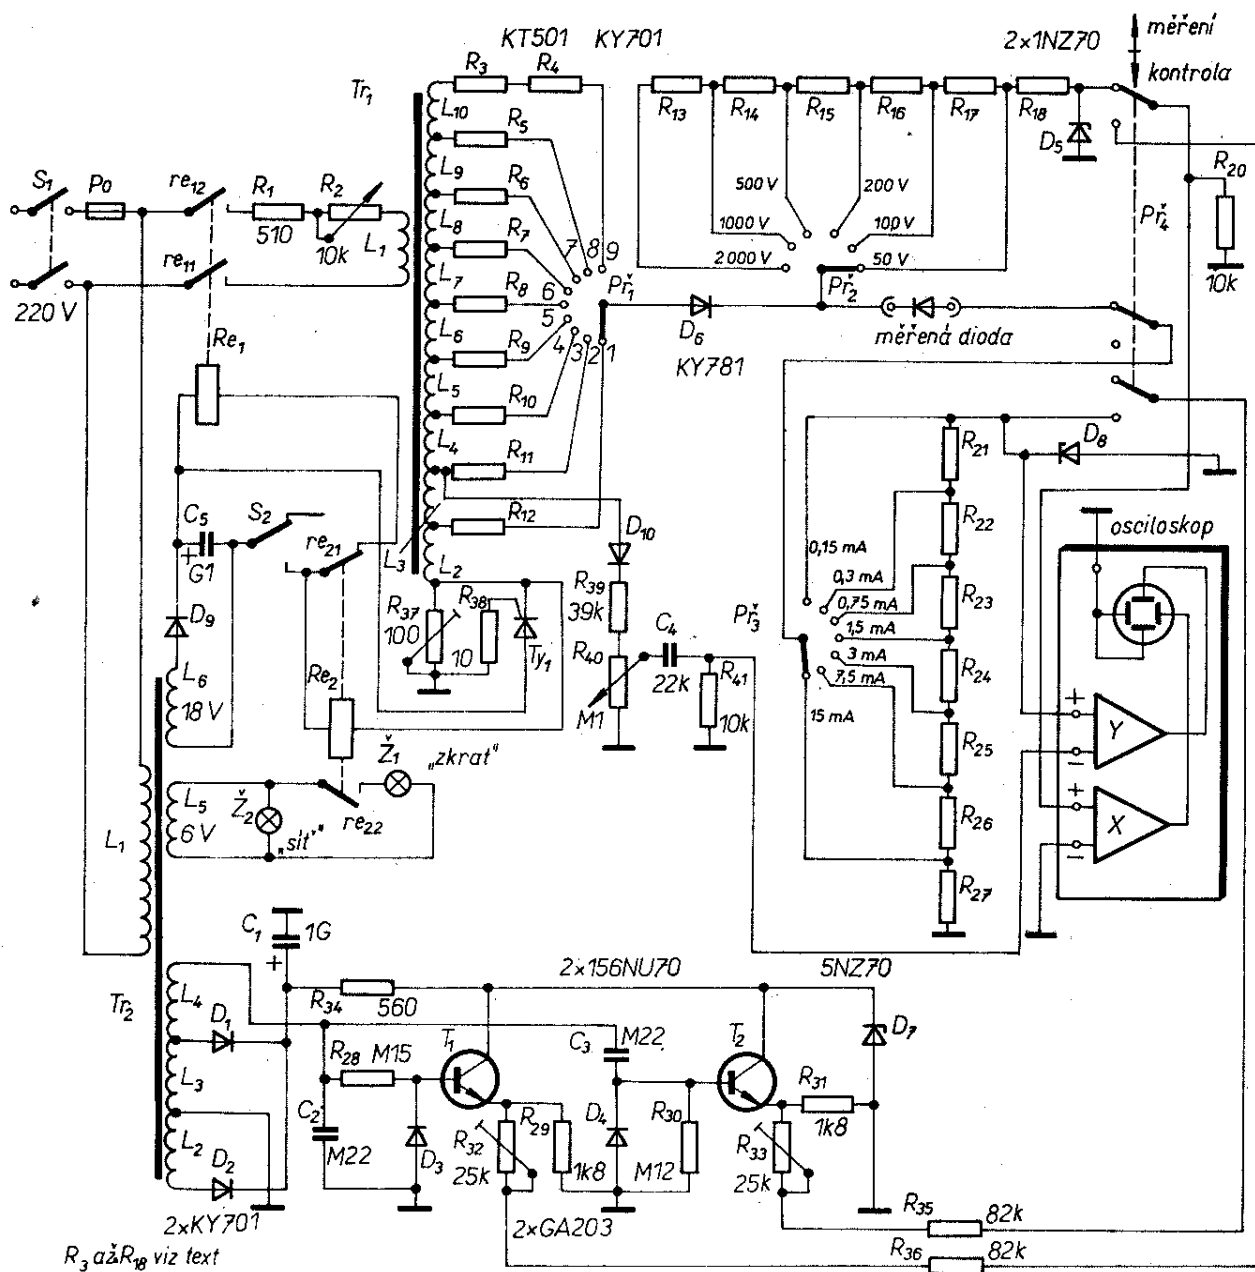 KT501 KY701
2×1NZ70
měření
kontrola
Tr1
R3
R4
L10
R5
R13
R14
R15
R16
R17
R18
D5
S1
Po
re12
R1
510
R2
10k
L1
L9
R6
L8
R7
L7
R8
L6
R9
L5
R10
L4
R11
R12
L3
L2
7
8
9
6
5
4
3
2
1
Př1
500 V
200 V
1000 V
100 V
2 000 V
50 V
Př2
Př4
R20
10k
re11
220 V
Re1
D6
KY781
měřená dioda
R21
D8
C5
+
G1
S2
re21
D9
L6
18 V
Re2
R37
100
R38
10
Ty1
D10
R39
39k
R40
M1
C4
22k
R41
10k
Př3
0,15 mA
0,3 mA
0,75 mA
1,5 mA
3 mA
7,5 mA
15 mA
R22
R23
R24
R25
R26
R27
osciloskop
+
Y
–
+
X
–
L1
L5
6 V
Ž2
"síť"
re22
Ž1
„zkrat"
C1
1G
+
2×156NU70
5NZ70
Tr2
L4
D1
L3
L2
D2
2×KY701
R34
560
R28
M15
C2
M22
D3
T1
R32
25k
R29
1k8
2×GA203
C3
M22
D4
R30
M12
T2
R31
1k8
R33
25k
D7
R35
82k
R36
82k
R3 až R18 viz text